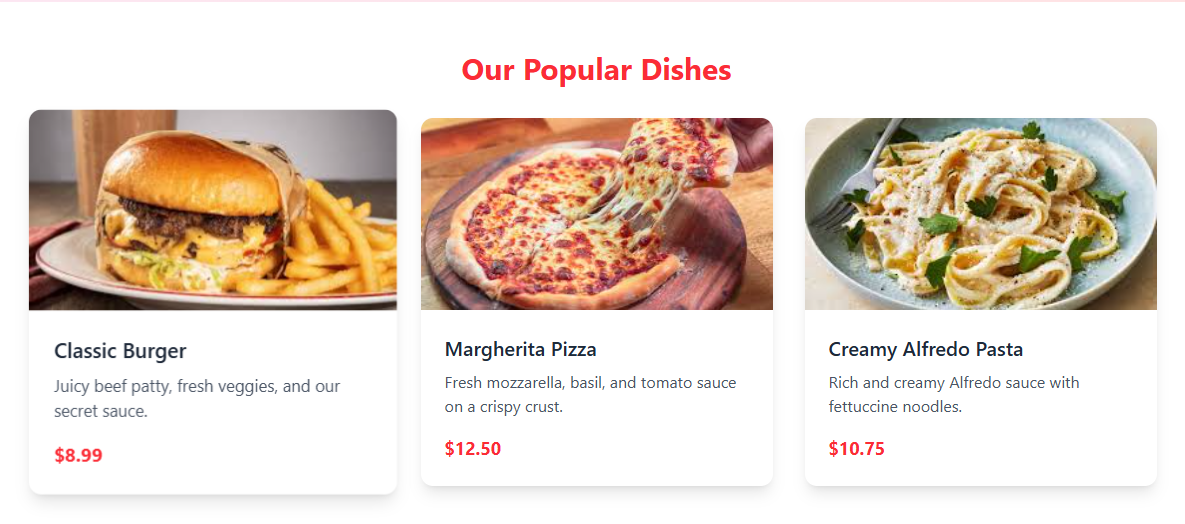 Our Popular Dishes
Classic Burger
Juicy beef patty, fresh veggies, and our
secret sauce.
$8.99
Margherita Pizza
Fresh mozzarella, basil, and tomato sauce
on a crispy crust.
$12.50
Creamy Alfredo Pasta
Rich and creamy Alfredo sauce with
fettuccine noodles.
$10.75